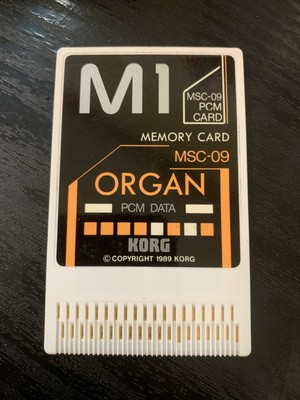 M1
MSC-09
PCM
CARD
MEMORY CARD
MSC-09
ORGAN
PCM DATA
KORG
© COPYRIGHT 1989 KORG